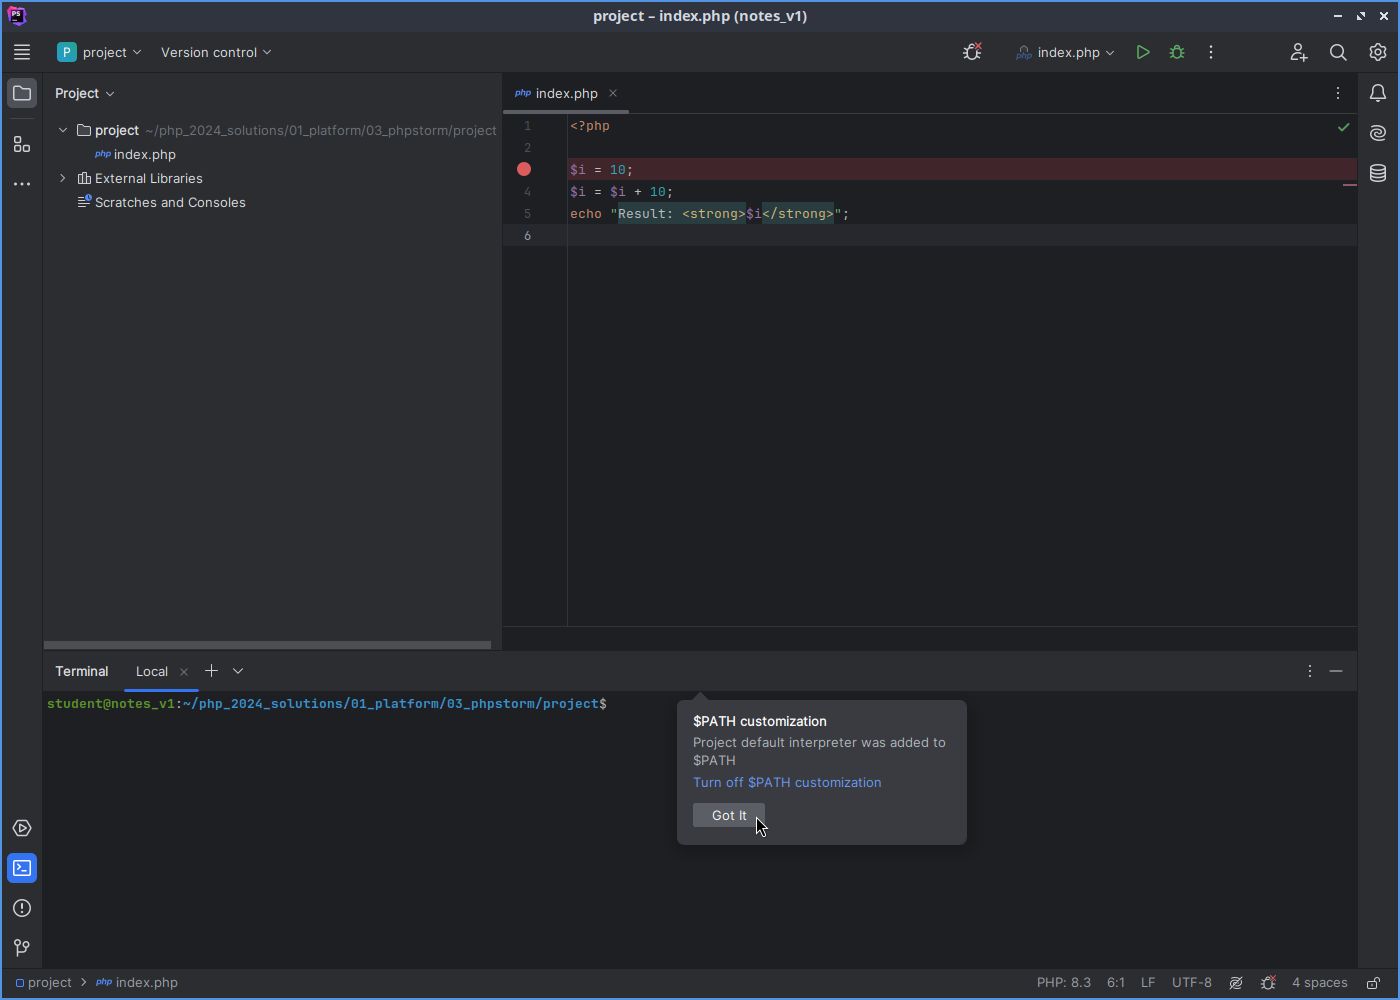 project – index.php (notes_v1)
P project Version control index.php
Project
php index.php
project ~/php_2024_solutions/01_platform/03_phpstorm/project
php index.php
External Libraries
Scratches and Consoles
1 <?php
2
$i = 10;
4 $i = $i + 10;
5 echo "Result: <strong>$i</strong>";
6
Terminal Local
student@notes_v1:~/php_2024_solutions/01_platform/03_phpstorm/project$
$PATH customization
Project default interpreter was added to
$PATH
Turn off $PATH customization
Got It
project php index.php PHP: 8.3 6:1 LF UTF-8 4 spaces